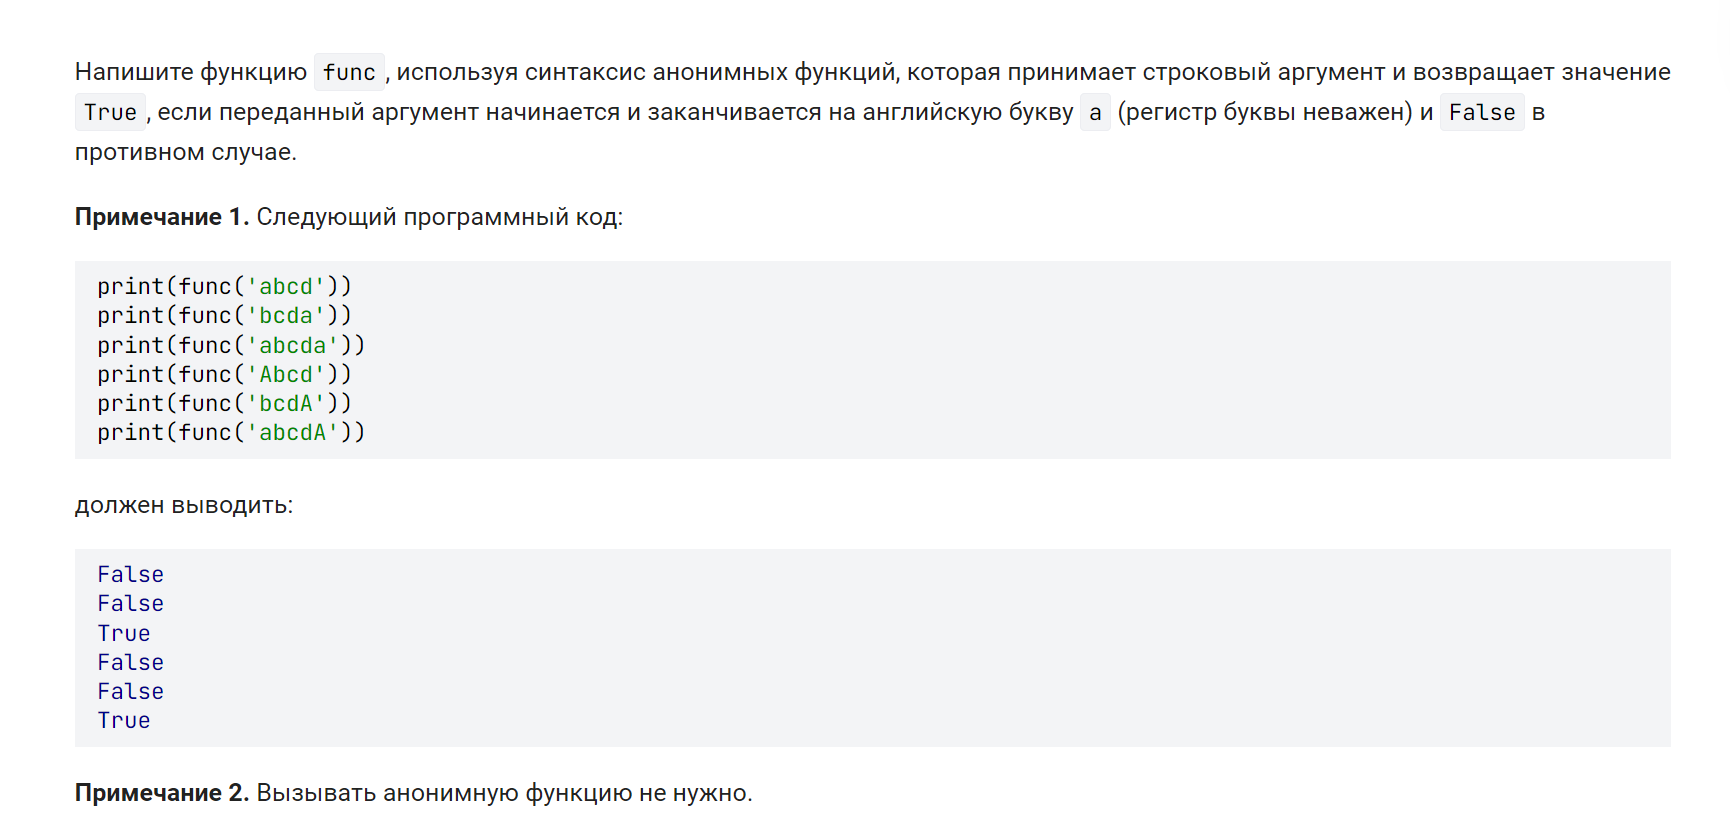 Напишите функцию func, используя синтаксис анонимных функций, которая принимает строковый аргумент и возвращает значение
True, если переданный аргумент начинается и заканчивается на английскую букву a (регистр буквы неважен) и False в
противном случае.
Примечание 1. Следующий программный код:
print(func('abcd'))
print(func('bcda'))
print(func('abcda'))
print(func('Abcd'))
print(func('bcdA'))
print(func('abcdA'))
должен выводить:
False
False
True
False
False
True
Примечание 2. Вызывать анонимную функцию не нужно.